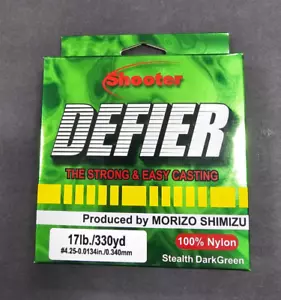 Shooter
DEFIER
THE STRONG & EASY CASTING
Produced by MORIZO SHIMIZU
17lb./330yd
#4.25-0.0134in./0.340mm
100% Nylon
Stealth DarkGreen